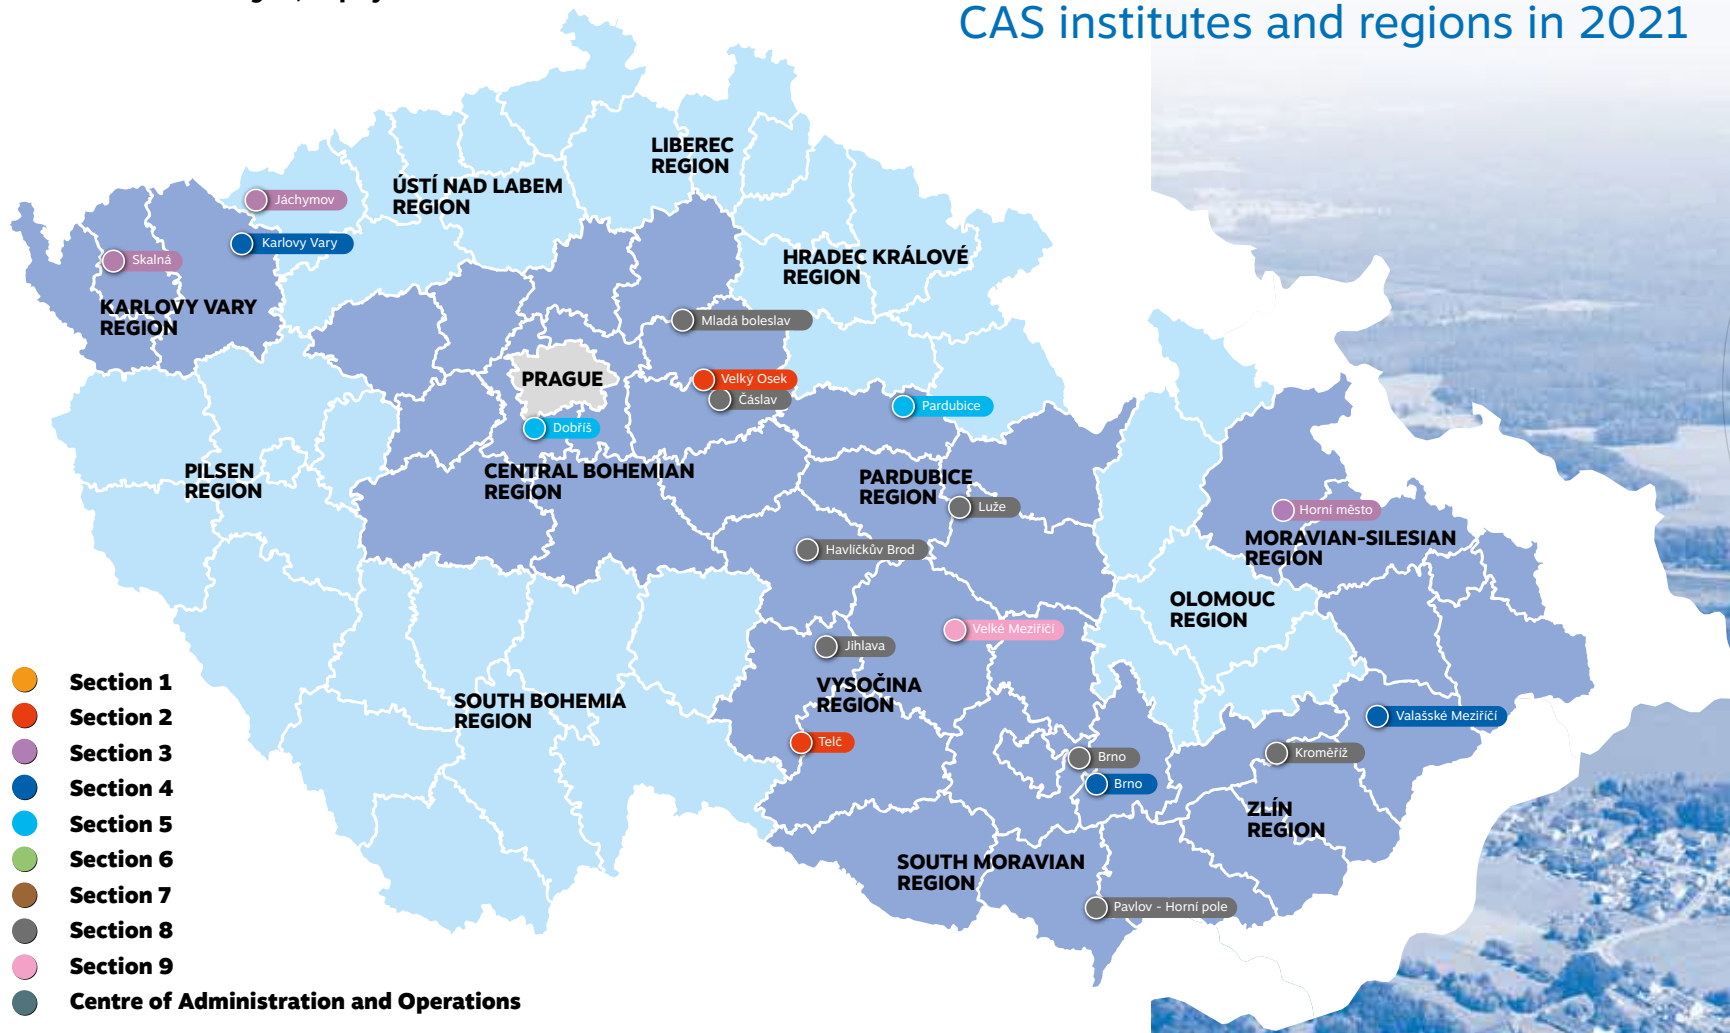 CAS institutes and regions in 2021
LIBEREC
REGION
ÚSTÍ NAD LABEM
REGION
Jáchymov
Karlovy Vary
Skalná
HRADEC KRÁLOVÉ
REGION
KARLOVY VARY
REGION
Mladá boleslav
PRAGUE
Velký Osek
Čáslav
Pardubice
Dobříš
PILSEN
REGION
CENTRAL BOHEMIAN
REGION
PARDUBICE
REGION
Luže
Horní město
MORAVIAN-SILESIAN
REGION
Havlíčkův Brod
OLOMOUC
REGION
Velké Meziříčí
Jihlava
VYSOČINA
REGION
SOUTH BOHEMIA
REGION
Valašské Meziříčí
Telč
Brno
Kroměříž
Brno
ZLÍN
REGION
SOUTH MORAVIAN
REGION
Pavlov - Horní pole
Section 1
Section 2
Section 3
Section 4
Section 5
Section 6
Section 7
Section 8
Section 9
Centre of Administration and Operations